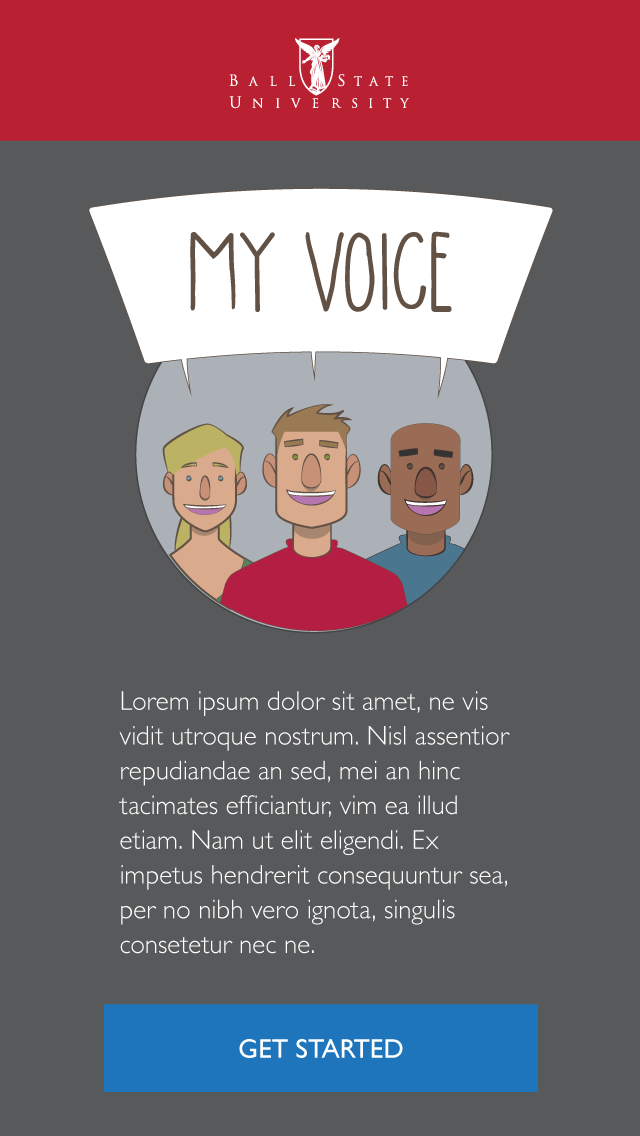 BALL STATE
UNIVERSITY
MY VOICE
Lorem ipsum dolor sit amet, ne vis
vidit utroque nostrum. Nisl assentior
repudiandae an sed, mei an hinc
tacimates efficiantur, vim ea illud
etiam. Nam ut elit eligendi. Ex
impetus hendrerit consequuntur sea,
per no nibh vero ignota, singulis
consetetur nec ne.
GET STARTED